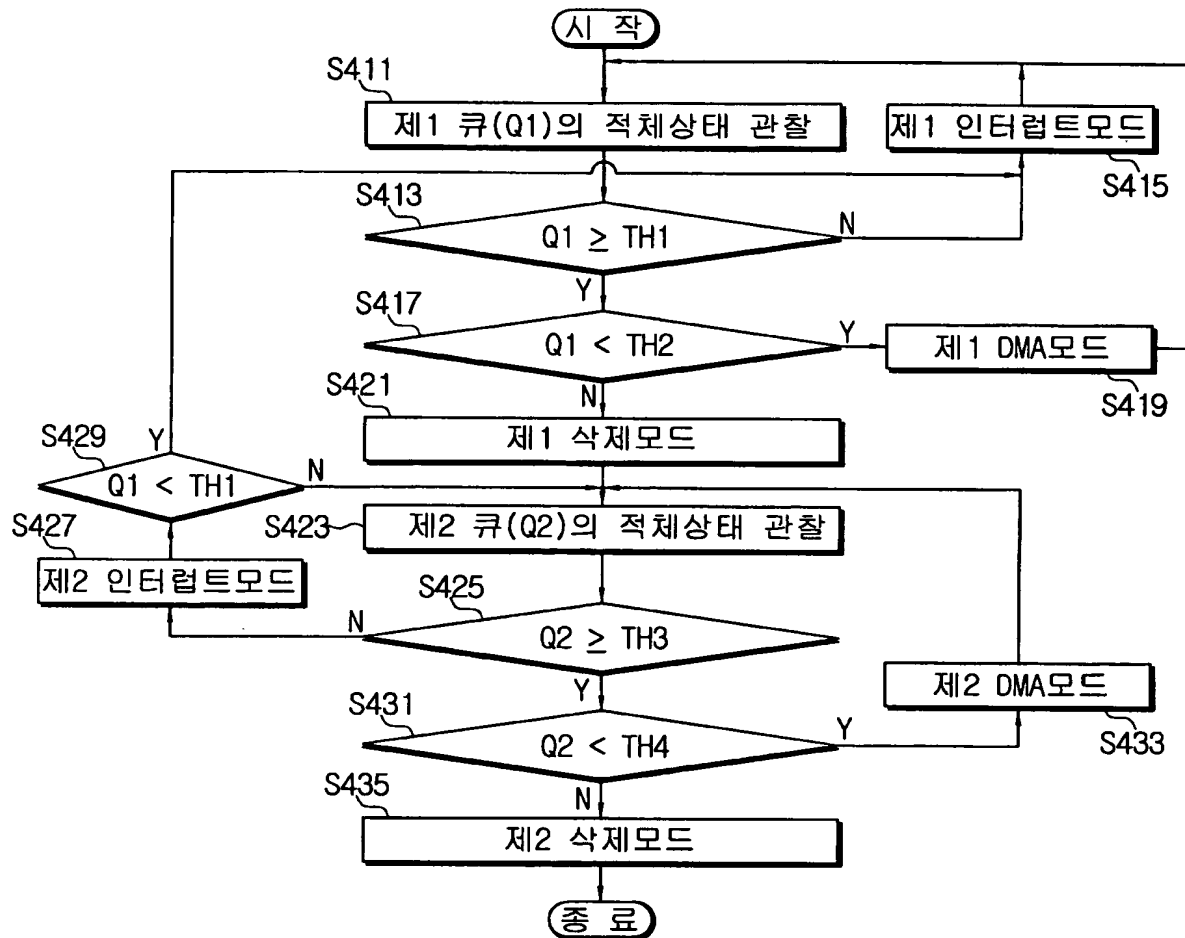 시 작
S411
제1 큐(Q1)의 적체상태 관찰
제1 인터럽트모드
S415
S413
Q1 ≥ TH1
N
Y
S417
Q1 < TH2
Y
제1 DMA모드
S419
N
S421
제1 삭제모드
S429
Y
Q1 < TH1
N
S423
제2 큐(Q2)의 적체상태 관찰
S427
제2 인터럽트모드
S425
N
Q2 ≥ TH3
Y
제2 DMA모드
S433
S431
Q2 < TH4
Y
N
S435
제2 삭제모드
종 료